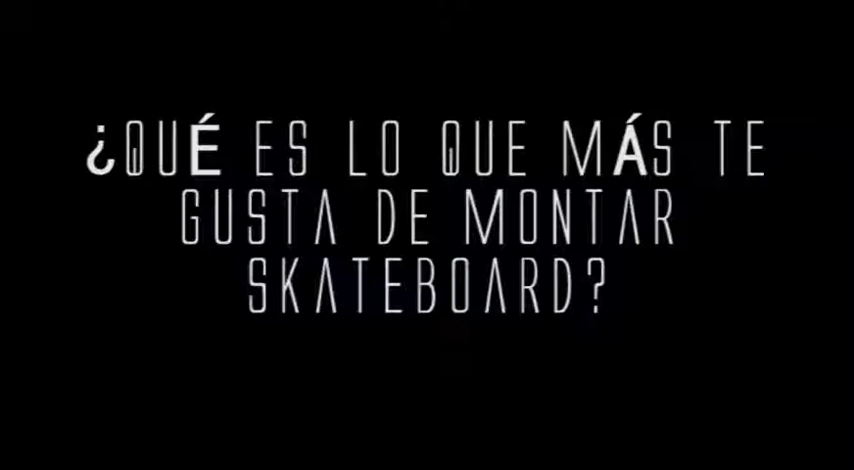 ¿QUÉ ES LO QUE MÁS TE
GUSTA DE MONTAR
SKATEBOARD?